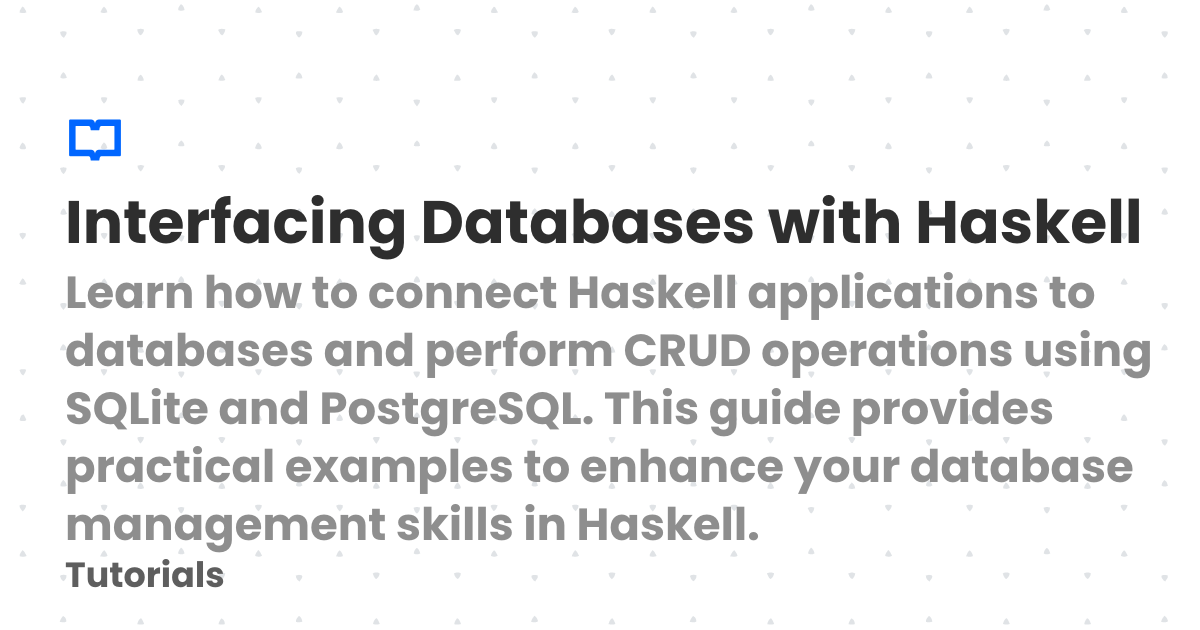 Interfacing Databases with Haskell
Learn how to connect Haskell applications to
databases and perform CRUD operations using
SQLite and PostgreSQL. This guide provides
practical examples to enhance your database
management skills in Haskell.
Tutorials